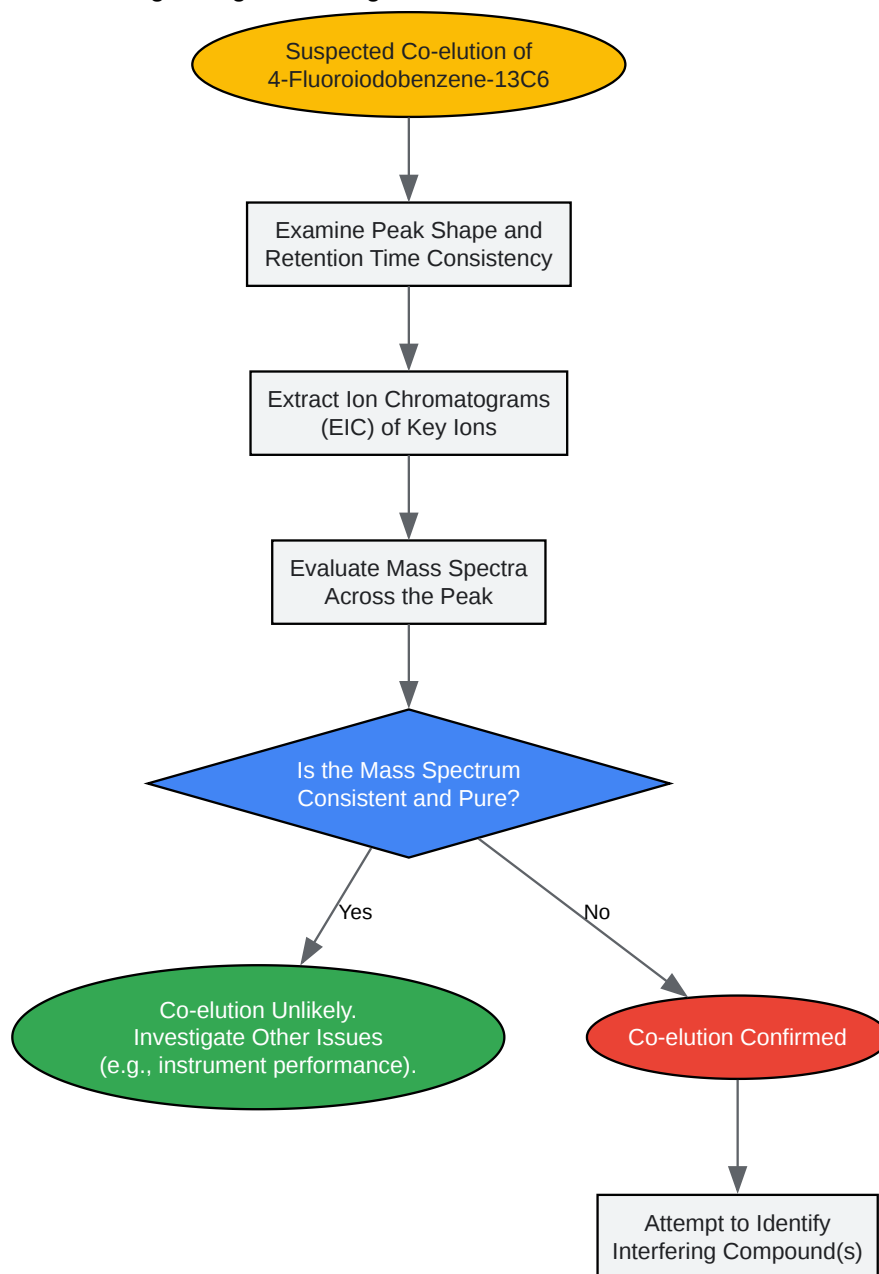 Suspected Co-elution of
4-Fluoroiodobenzene-13C6
Examine Peak Shape and
Retention Time Consistency
Extract Ion Chromatograms
(EIC) of Key Ions
Evaluate Mass Spectra
Across the Peak
Is the Mass Spectrum
Consistent and Pure?
Yes
No
Co-elution Unlikely.
Investigate Other Issues
(e.g., instrument performance).
Co-elution Confirmed
Attempt to Identify
Interfering Compound(s)